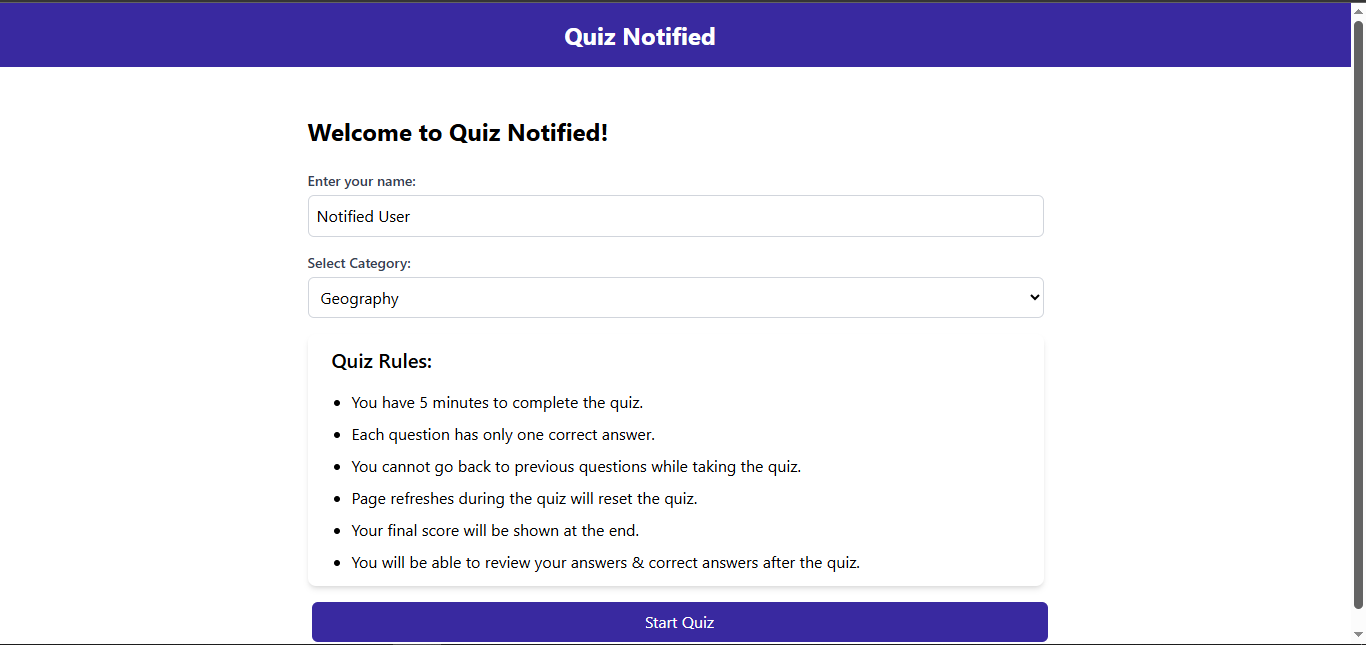 Quiz Notified
Welcome to Quiz Notified!
Enter your name:
Notified User
Select Category:
Geography
Quiz Rules:
• You have 5 minutes to complete the quiz.
• Each question has only one correct answer.
• You cannot go back to previous questions while taking the quiz.
• Page refreshes during the quiz will reset the quiz.
• Your final score will be shown at the end.
• You will be able to review your answers & correct answers after the quiz.
Start Quiz